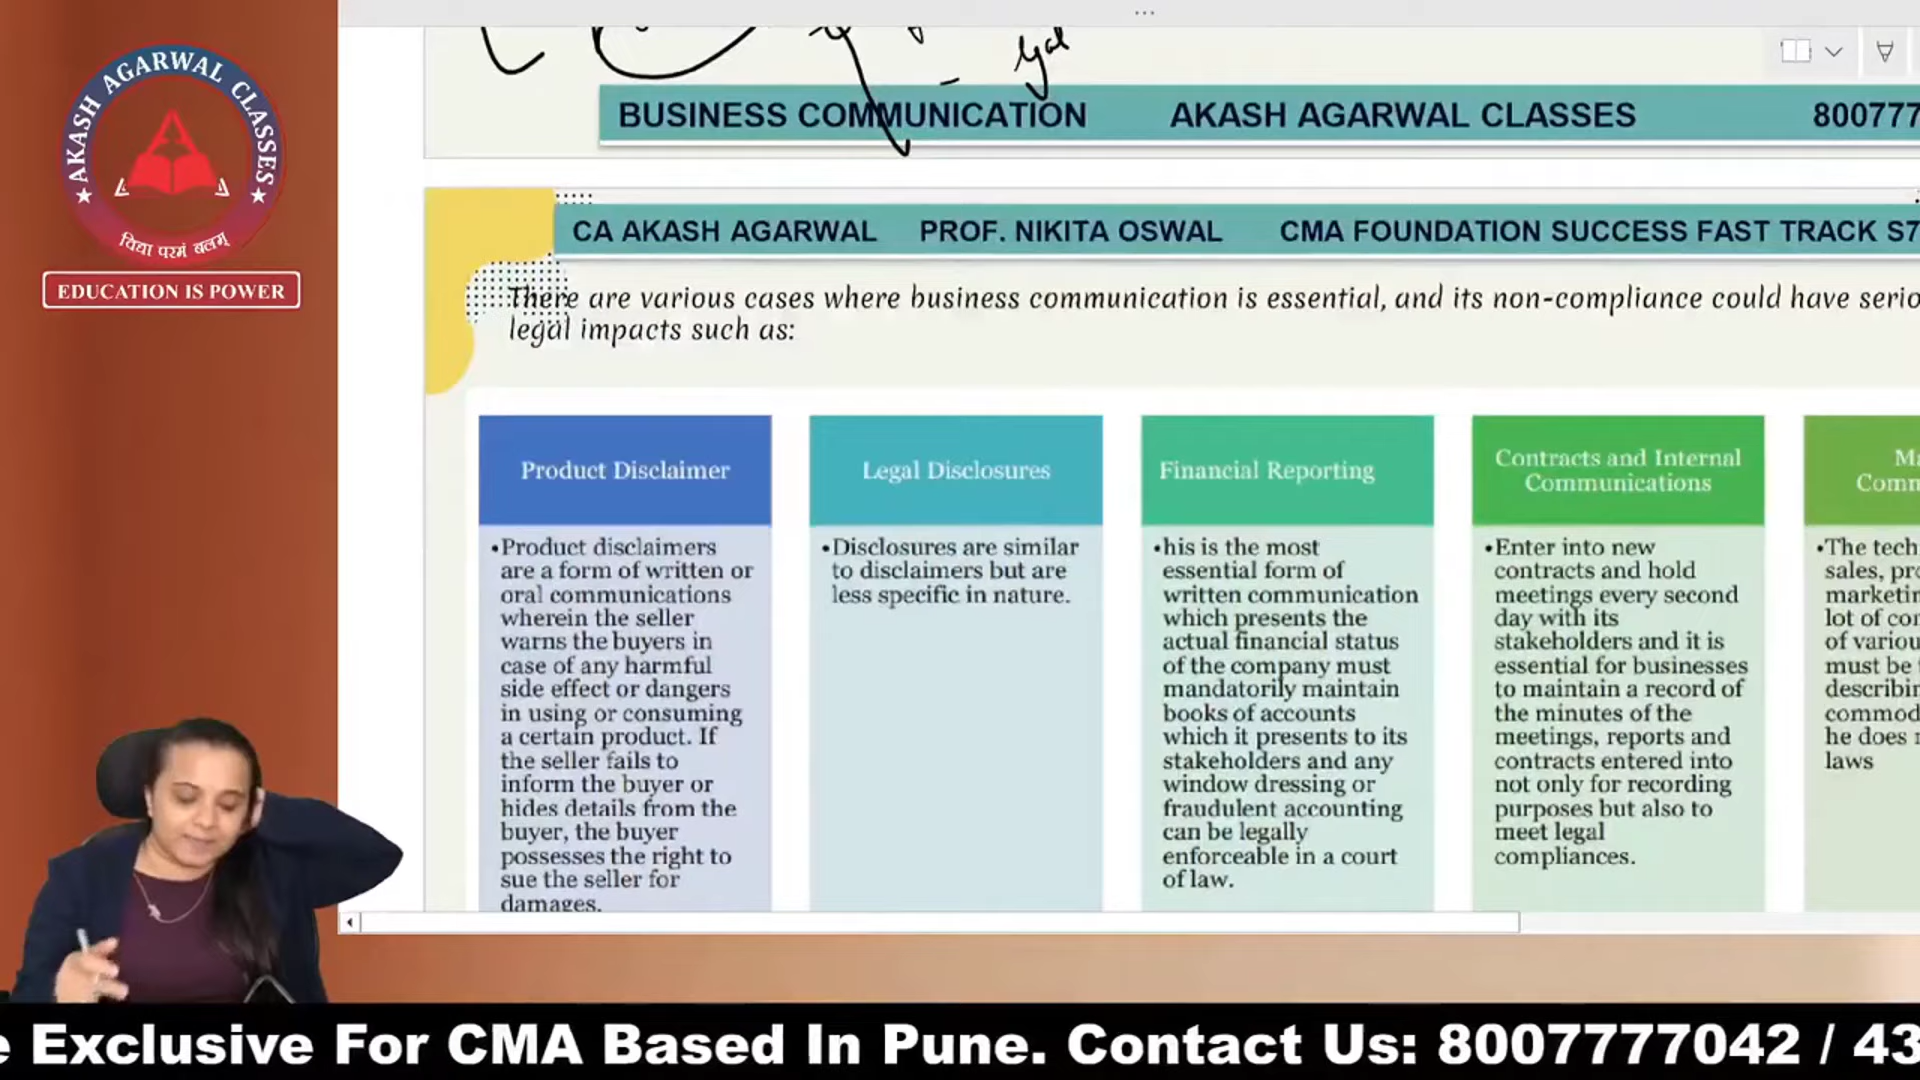 AKASH AGARWAL CLASSES
विद्या परमं बलम्
EDUCATION IS POWER
BUSINESS COMMUNICATION AKASH AGARWAL CLASSES 800777
CA AKASH AGARWAL PROF. NIKITA OSWAL CMA FOUNDATION SUCCESS FAST TRACK S7
There are various cases where business communication is essential, and its non-compliance could have serio
legal impacts such as:
Product Disclaimer
•Product disclaimers
are a form of written or
oral communications
wherein the seller
warns the buyers in
case of any harmful
side effect or dangers
in using or consuming
a certain product. If
the seller fails to
inform the buyer or
hides details from the
buyer, the buyer
possesses the right to
sue the seller for
damages.
Legal Disclosures
•Disclosures are similar
to disclaimers but are
less specific in nature.
Financial Reporting
•his is the most
essential form of
written communication
which presents the
actual financial status
of the company must
mandatorily maintain
books of accounts
which it presents to its
stakeholders and any
window dressing or
fraudulent accounting
can be legally
enforceable in a court
of law.
Contracts and Internal
Communications
•Enter into new
contracts and hold
meetings every second
day with its
stakeholders and it is
essential for businesses
to maintain a record of
the minutes of the
meetings, reports and
contracts entered into
not only for recording
purposes but also to
meet legal
compliances.
Ma
Comm
•The tech
sales, pro
marketin
lot of co
of variou
must be
describin
commod
he does
laws
e Exclusive For CMA Based In Pune. Contact Us: 8007777042 / 43